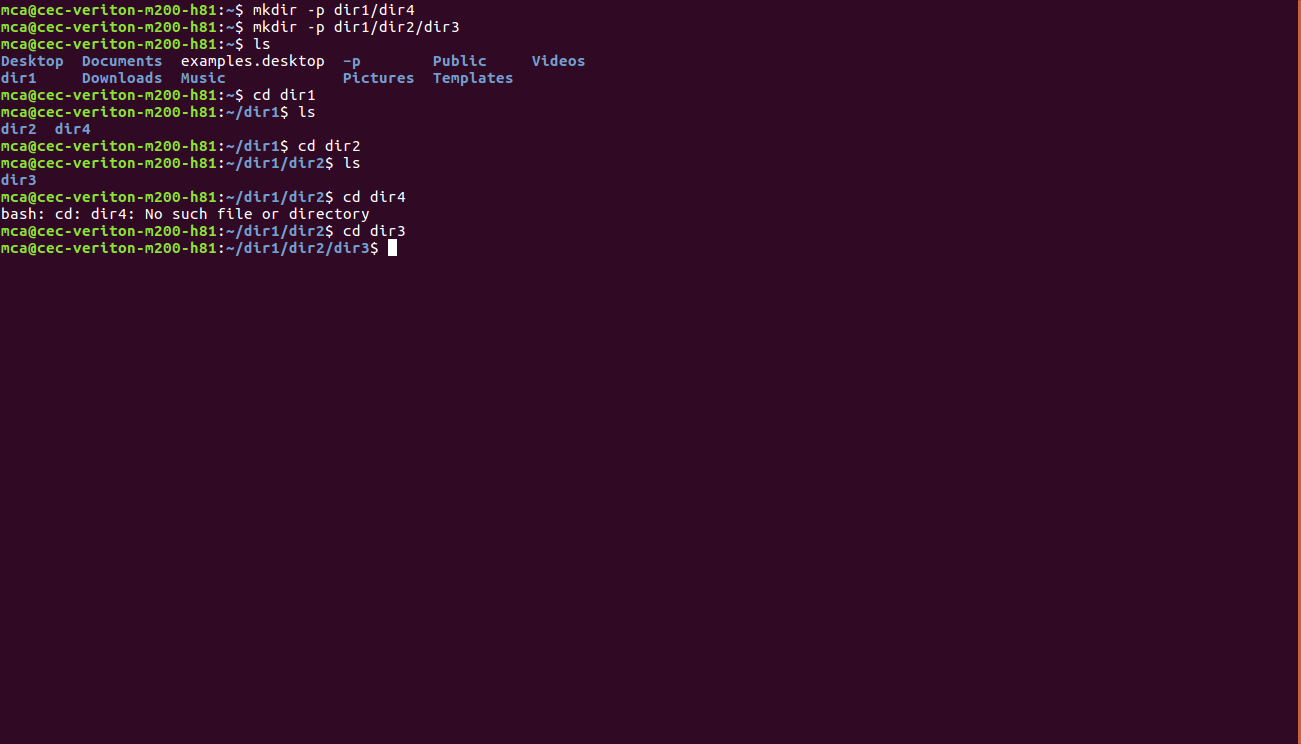 mca@cec-veriton-m200-h81:~$ mkdir -p dir1/dir4
mca@cec-veriton-m200-h81:~$ mkdir -p dir1/dir2/dir3
mca@cec-veriton-m200-h81:~$ ls
Desktop  Documents  examples.desktop  -p        Public     Videos
dir1     Downloads  Music             Pictures  Templates
mca@cec-veriton-m200-h81:~$ cd dir1
mca@cec-veriton-m200-h81:~/dir1$ ls
dir2  dir4
mca@cec-veriton-m200-h81:~/dir1$ cd dir2
mca@cec-veriton-m200-h81:~/dir1/dir2$ ls
dir3
mca@cec-veriton-m200-h81:~/dir1/dir2$ cd dir4
bash: cd: dir4: No such file or directory
mca@cec-veriton-m200-h81:~/dir1/dir2$ cd dir3
mca@cec-veriton-m200-h81:~/dir1/dir2/dir3$